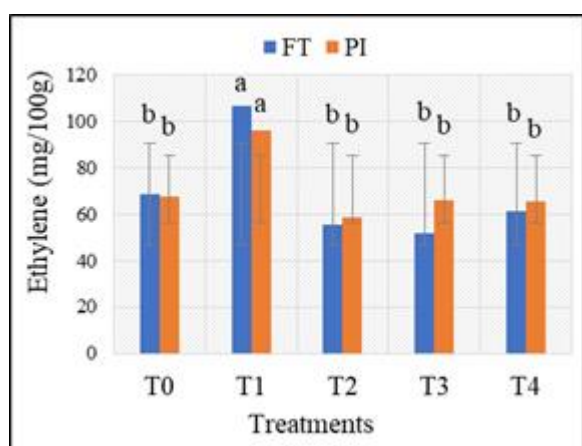 FT PI
120
100
80
60
40
20
0
Ethylene (mg/100g)
b b a a b b b b b b
T0 T1 T2 T3 T4
Treatments